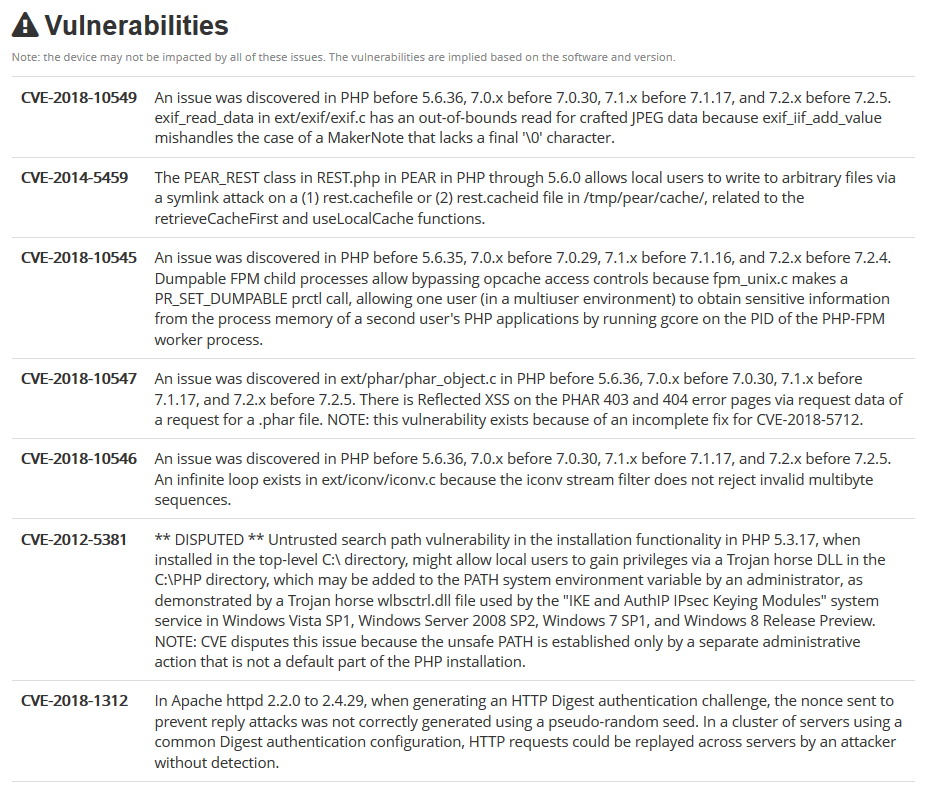 Vulnerabilities
Note: the device may not be impacted by all of these issues. The vulnerabilities are implied based on the software and version.
CVE-2018-10549 An issue was discovered in PHP before 5.6.36, 7.0.x before 7.0.30, 7.1.x before 7.1.17, and 7.2.x before 7.2.5.
exif_read_data in ext/exif/exif.c has an out-of-bounds read for crafted JPEG data because exif_iif_add_value
mishandles the case of a MakerNote that lacks a final '\0' character.
CVE-2014-5459 The PEAR_REST class in REST.php in PEAR in PHP through 5.6.0 allows local users to write to arbitrary files via
a symlink attack on a (1) rest.cachefile or (2) rest.cacheid file in /tmp/pear/cache/, related to the
retrieveCacheFirst and useLocalCache functions.
CVE-2018-10545 An issue was discovered in PHP before 5.6.35, 7.0.x before 7.0.29, 7.1.x before 7.1.16, and 7.2.x before 7.2.4.
Dumpable FPM child processes allow bypassing opcache access controls because fpm_unix.c makes a
PR_SET_DUMPABLE prctl call, allowing one user (in a multiuser environment) to obtain sensitive information
from the process memory of a second user's PHP applications by running gcore on the PID of the PHP-FPM
worker process.
CVE-2018-10547 An issue was discovered in ext/phar/phar_object.c in PHP before 5.6.36, 7.0.x before 7.0.30, 7.1.x before
7.1.17, and 7.2.x before 7.2.5. There is Reflected XSS on the PHAR 403 and 404 error pages via request data of
a request for a .phar file. NOTE: this vulnerability exists because of an incomplete fix for CVE-2018-5712.
CVE-2018-10546 An issue was discovered in PHP before 5.6.36, 7.0.x before 7.0.30, 7.1.x before 7.1.17, and 7.2.x before 7.2.5.
An infinite loop exists in ext/iconv/iconv.c because the iconv stream filter does not reject invalid multibyte
sequences.
CVE-2012-5381 ** DISPUTED ** Untrusted search path vulnerability in the installation functionality in PHP 5.3.17, when
installed in the top-level C:\ directory, might allow local users to gain privileges via a Trojan horse DLL in the
C:\PHP directory, which may be added to the PATH system environment variable by an administrator, as
demonstrated by a Trojan horse wlbsctrl.dll file used by the "IKE and AuthIP IPsec Keying Modules" system
service in Windows Vista SP1, Windows Server 2008 SP2, Windows 7 SP1, and Windows 8 Release Preview.
NOTE: CVE disputes this issue because the unsafe PATH is established only by a separate administrative
action that is not a default part of the PHP installation.
CVE-2018-1312 In Apache httpd 2.2.0 to 2.4.29, when generating an HTTP Digest authentication challenge, the nonce sent to
prevent reply attacks was not correctly generated using a pseudo-random seed. In a cluster of servers using a
common Digest authentication configuration, HTTP requests could be replayed across servers by an attacker
without detection.